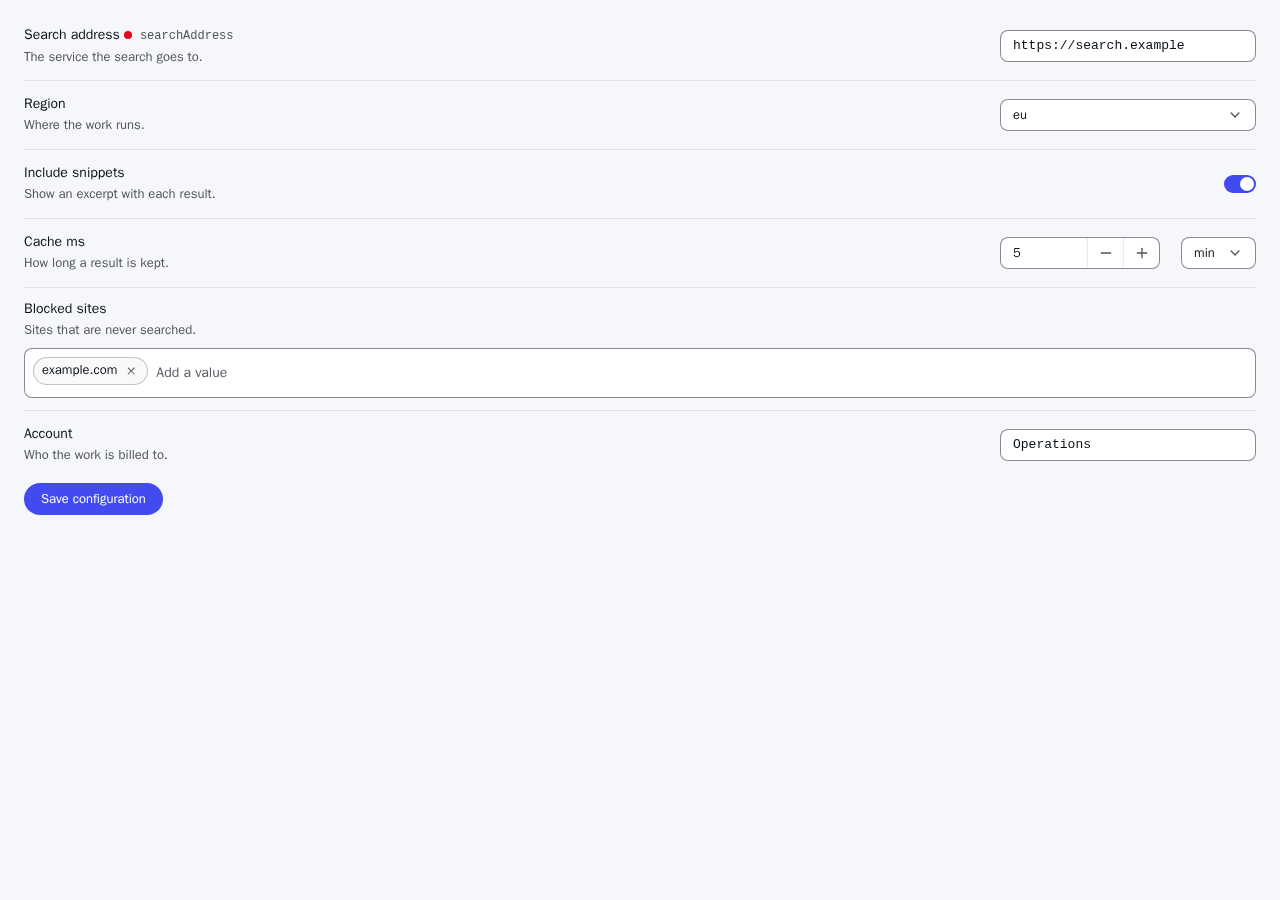 Search address searchAddress
The service the search goes to.
https://search.example
Region
Where the work runs.
eu
Include snippets
Show an excerpt with each result.
Cache ms
How long a result is kept.
5
min
Blocked sites
Sites that are never searched.
example.com
Add a value
Account
Who the work is billed to.
Operations
Save configuration